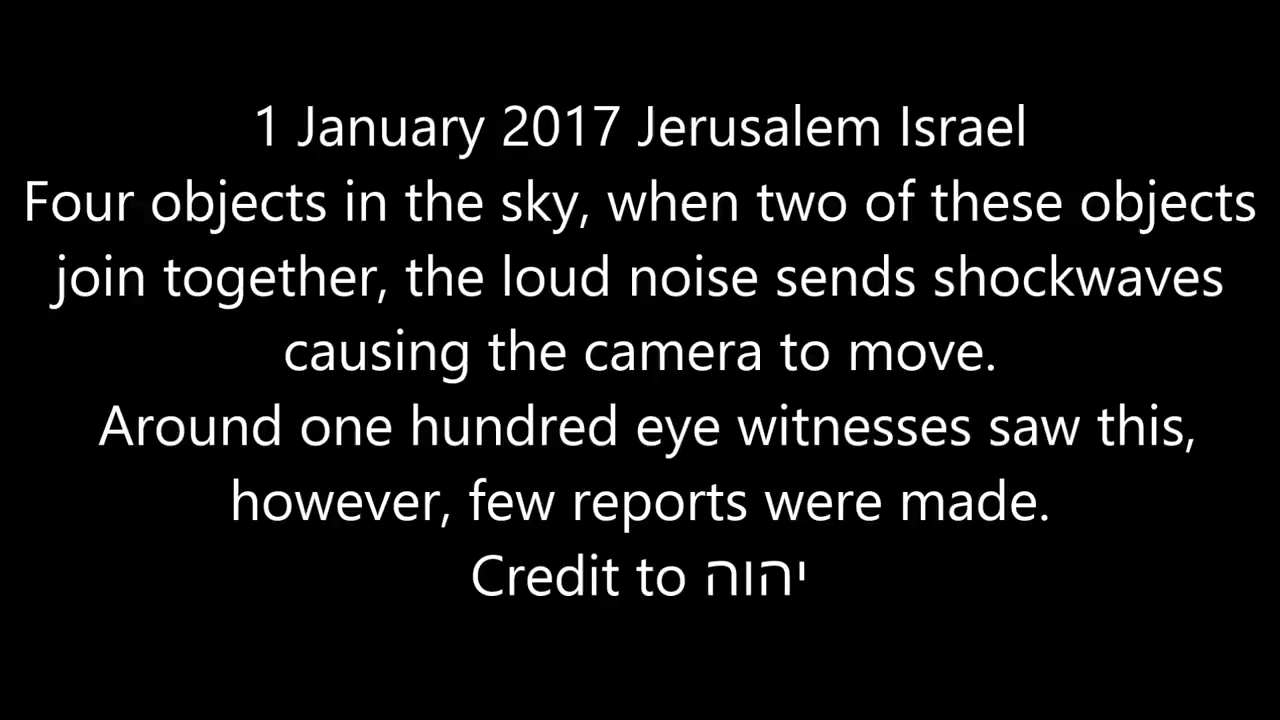 1 January 2017 Jerusalem Israel
Four objects in the sky, when two of these objects
join together, the loud noise sends shockwaves
causing the camera to move.
Around one hundred eye witnesses saw this,
however, few reports were made.
Credit to יהוה